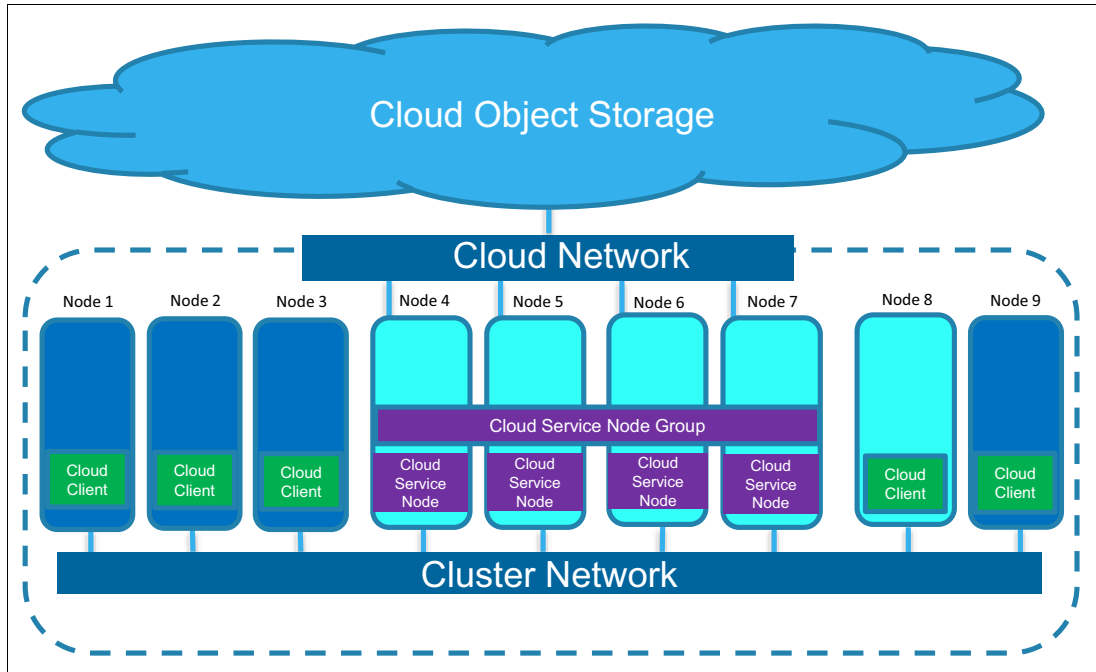 Cloud Object Storage
Cloud Network
Node 1
Node 2
Node 3
Node 4
Node 5
Node 6
Node 7
Node 8
Node 9
Cloud Service Node Group
Cloud
Client
Cloud
Client
Cloud
Client
Cloud
Service
Node
Cloud
Service
Node
Cloud
Service
Node
Cloud
Service
Node
Cloud
Client
Cloud
Client
Cluster Network